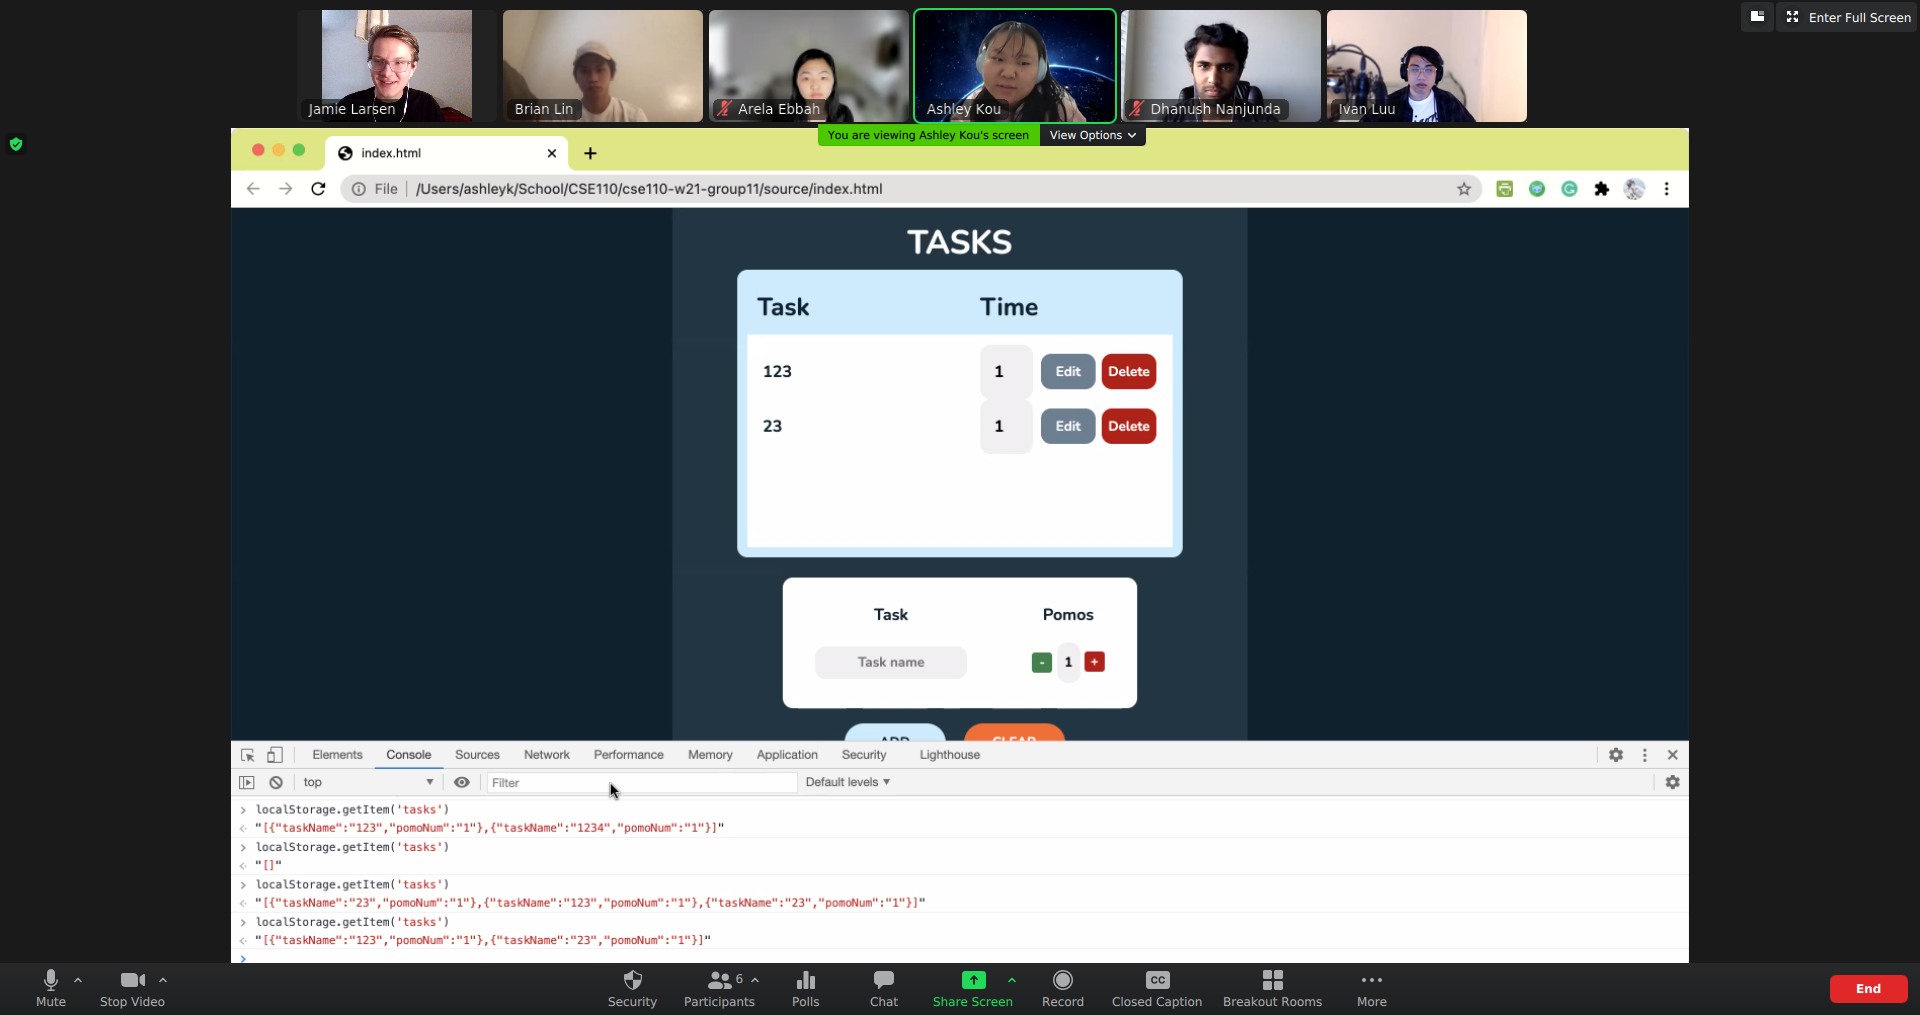 Enter Full Screen
Jamie Larsen
Brian Lin
Arela Ebbah
Ashley Kou
Dhanush Nanjunda
Ivan Luu
You are viewing Ashley Kou's screen
View Options
index.html
File
/Users/ashleyk/School/CSE110/cse110-w21-group11/source/index.html
TASKS
Task Time
123 1 Edit Delete
23 1 Edit Delete
Task Pomos
Task name - 1 +
ADD CLEAR
Elements Console Sources Network Performance Memory Application Security Lighthouse
top Filter Default levels
> localStorage.getItem('tasks')
"[{"taskName":"123","pomoNum":"1"},{"taskName":"1234","pomoNum":"1"}]"
> localStorage.getItem('tasks')
"[]"
> localStorage.getItem('tasks')
"[{"taskName":"23","pomoNum":"1"},{"taskName":"123","pomoNum":"1"},{"taskName":"23","pomoNum":"1"}]"
> localStorage.getItem('tasks')
"[{"taskName":"123","pomoNum":"1"},{"taskName":"23","pomoNum":"1"}]"
>
6
CC
Mute Stop Video Security Participants Polls Chat Share Screen Record Closed Caption Breakout Rooms More End